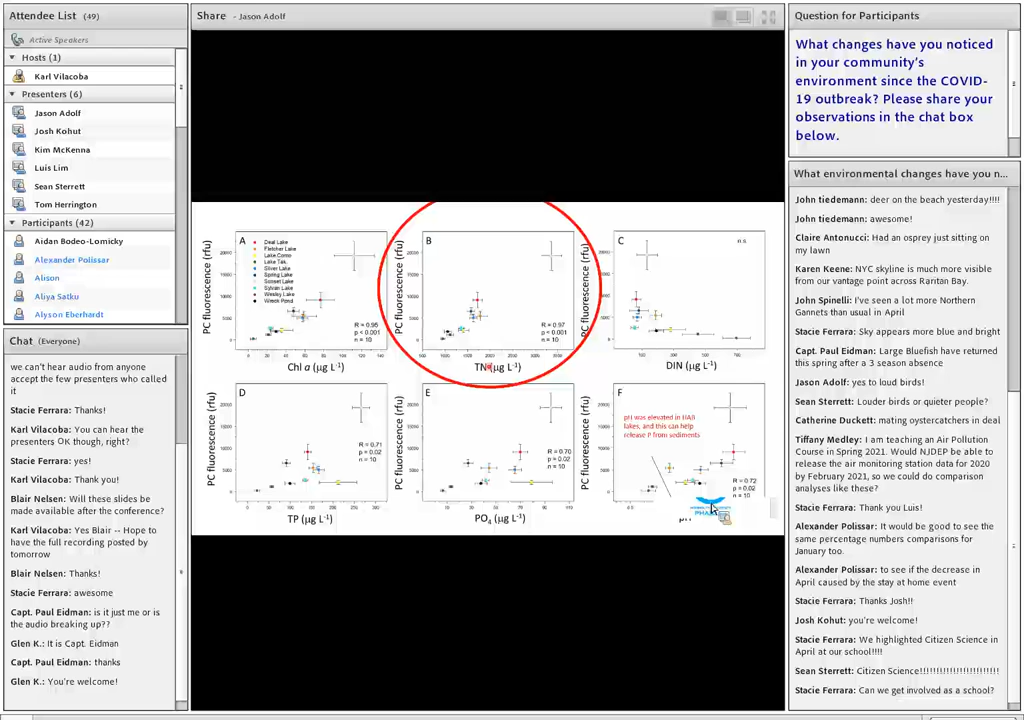 Attendee List (49)
Active Speakers
Hosts (1)
Karl Vilacoba
Presenters (6)
Jason Adolf
Josh Kohut
Kim McKenna
Luis Lim
Sean Sterrett
Tom Herrington
Participants (42)
Aidan Bodeo-Lomicky
Alexander Polissar
Alison
Aliya Satku
Alyson Eberhardt
Chat (Everyone)
we can't hear audio from anyone
accept the few presenters who called
it
Stacie Ferrara: Thanks!
Karl Vilacoba: You can hear the
presenters OK though, right?
Stacie Ferrara: yes!
Karl Vilacoba: Thank you!
Blair Nelsen: Will these slides be
made available after the conference?
Karl Vilacoba: Yes Blair -- Hope to
have the full recording posted by
tomorrow
Blair Nelsen: Thanks!
Stacie Ferrara: awesome
Capt. Paul Eidman: is it just me or is
the audio breaking up??
Glen K.: It is Capt. Eidman
Capt. Paul Eidman: thanks
Glen K.: You're welcome!
Share - Jason Adolf
A
Deal Lake
Fletcher Lake
Lake Como
Lake Tak.
Silver Lake
Spring Lake
Sunset Lake
Sylvan Lake
Wesley Lake
Wreck Pond
PC fluorescence (rfu)
R = 0.95
p < 0.001
n = 10
Chl a (µg L-1)
B
PC fluorescence (rfu)
R = 0.97
p < 0.001
n = 10
TN (µg L-1)
C
n.s
PC fluorescence (rfu)
DIN (µg L-1)
D
PC fluorescence (rfu)
R = 0.71
p = 0.02
n = 10
TP (µg L-1)
E
PC fluorescence (rfu)
R = 0.70
p = 0.02
n = 10
PO4 (µg L-1)
F
pH was elevated in HAB
lakes, and this can help
release P from sediments
PC fluorescence (rfu)
R = 0.72
p = 0.02
n = 10
pH
Question for Participants
What changes have you noticed
in your community's
environment since the COVID-
19 outbreak? Please share your
observations in the chat box
below.
What environmental changes have you n...
John tiedemann: deer on the beach yesterday!!!!
John tiedemann: awesome!
Claire Antonucci: Had an osprey just sitting on
my lawn
Karen Keene: NYC skyline is much more visible
from our vantage point across Raritan Bay.
John Spinelli: I've seen a lot more Northern
Gannets than usual in April
Stacie Ferrara: Sky appears more blue and bright
Capt. Paul Eidman: Large Bluefish have returned
this spring after a 3 season absence
Jason Adolf: yes to loud birds!
Sean Sterrett: Louder birds or quieter people?
Catherine Duckett: mating oystercatchers in deal
Tiffany Medley: I am teaching an Air Pollution
Course in Spring 2021. Would NJDEP be able to
release the air monitoring station data for 2020
by February 2021, so we could do comparison
analyses like these?
Stacie Ferrara: Thank you Luis!
Alexander Polissar: It would be good to see the
same percentage numbers comparisons for
January too.
Alexander Polissar: to see if the decrease in
April caused by the stay at home event
Stacie Ferrara: Thanks Josh!!
Josh Kohut: you're welcome!
Stacie Ferrara: We highlighted Citizen Science in
April at our school!!!!
Sean Sterrett: Citizen Science!!!!!!!!!!!!!!!!!!!!!!!!
Stacie Ferrara: Can we get involved as a school?